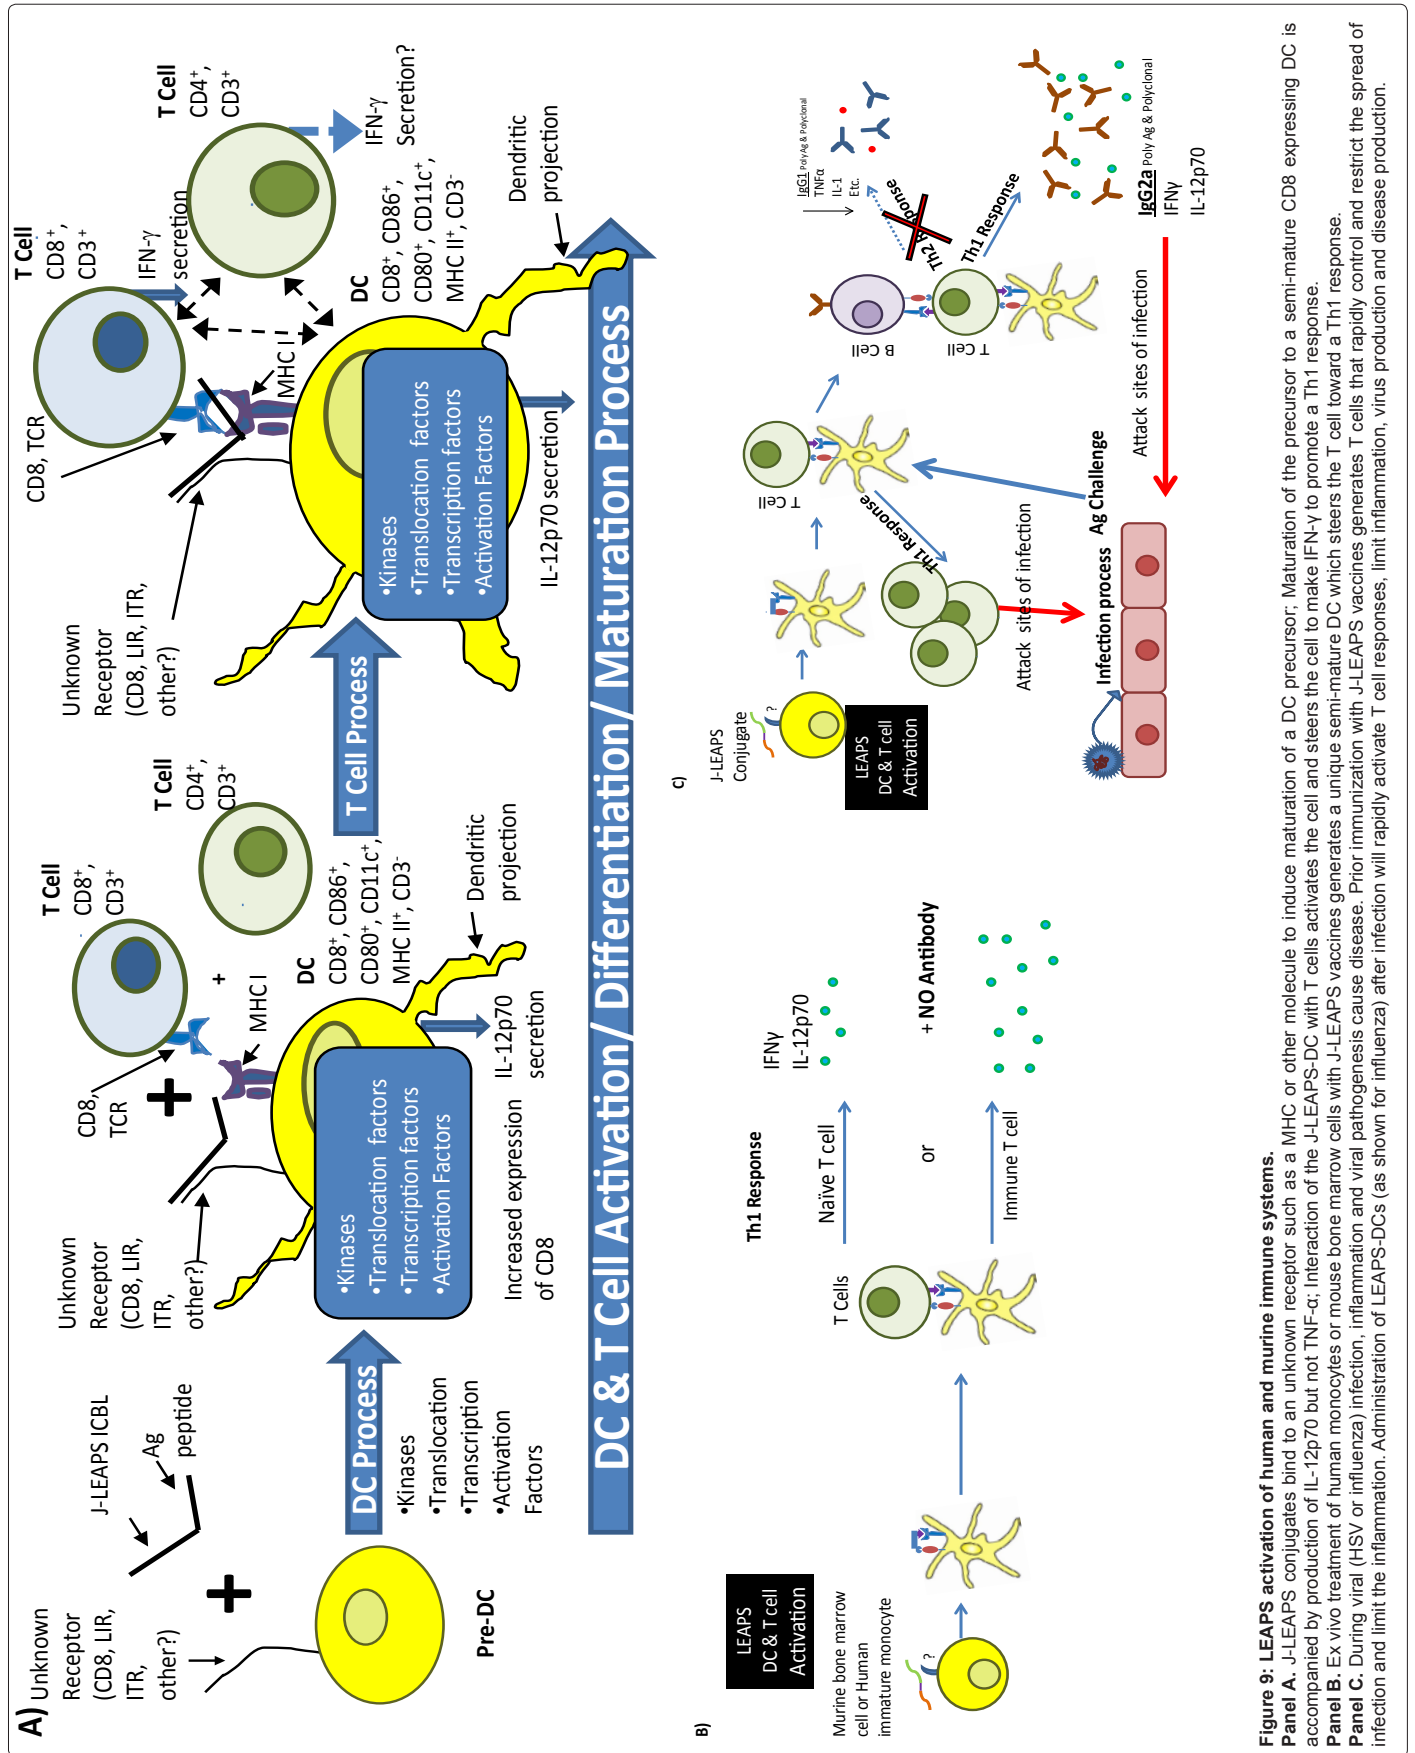 A)
Unknown
Receptor
(CD8, LIR,
ITR,
other?)
J-LEAPS ICBL
Ag
peptide
Pre-DC
DC Process
•Kinases
•Translocation
•Transcription
•Activation
Factors
Unknown
Receptor
(CD8, LIR,
ITR,
other?)
CD8,
TCR
T Cell
CD8⁺,
CD3⁺
+
MHC I
T Cell
CD4⁺,
CD3⁺
DC
CD8⁺, CD86⁺,
CD80⁺, CD11c⁺,
MHC II⁺, CD3⁻
•Kinases
•Translocation factors
•Transcription factors
•Activation Factors
Increased expression
of CD8
IL-12p70
secretion
Dendritic
projection
T Cell Process
Unknown
Receptor
(CD8, LIR, ITR,
other?)
CD8, TCR
T Cell
CD8⁺,
CD3⁺
IFN-γ
secretion
MHC I
T Cell
CD4⁺,
CD3⁺
IFN-γ
Secretion?
DC
CD8⁺, CD86⁺,
CD80⁺, CD11c⁺,
MHC II⁺, CD3⁻
•Kinases
•Translocation factors
•Transcription factors
•Activation Factors
IL-12p70 secretion
Dendritic
projection
DC & T Cell Activation/ Differentiation/ Maturation Process
B)
LEAPS
DC & T cell
Activation
Murine bone marrow
cell or Human
immature monocyte
?
T Cells
Th1 Response
Naïve T cell
or
Immune T cell
IFNγ
IL-12p70
+ NO Antibody
c)
J-LEAPS
Conjugate
?
LEAPS
DC & T cell
Activation
T Cell
Th1 Response
Attack sites of infection
Infection process
Ag Challenge
B Cell
T Cell
Th2 Response
Th1 Response
IgG1 Poly Ag & Polyclonal
TNFα
IL-1
Etc.
IgG2a Poly Ag & Polyclonal
IFNγ
IL-12p70
Attack sites of infection
Figure 9: LEAPS activation of human and murine immune systems.
Panel A. J-LEAPS conjugates bind to an unknown receptor such as a MHC or other molecule to induce maturation of a DC precursor; Maturation of the precursor to a semi-mature CD8 expressing DC is
accompanied by production of IL-12p70 but not TNF-α; Interaction of the J-LEAPS-DC with T cells activates the cell and steers the cell to make IFN-γ to promote a Th1 response.
Panel B. Ex vivo treatment of human monocytes or mouse bone marrow cells with J-LEAPS vaccines generates a unique semi-mature DC which steers the T cell toward a Th1 response.
Panel C. During viral (HSV or influenza) infection, inflammation and viral pathogenesis cause disease. Prior immunization with J-LEAPS vaccines generates T cells that rapidly control and restrict the spread of
infection and limit the inflammation. Administration of LEAPS-DCs (as shown for influenza) after infection will rapidly activate T cell responses, limit inflammation, virus production and disease production.